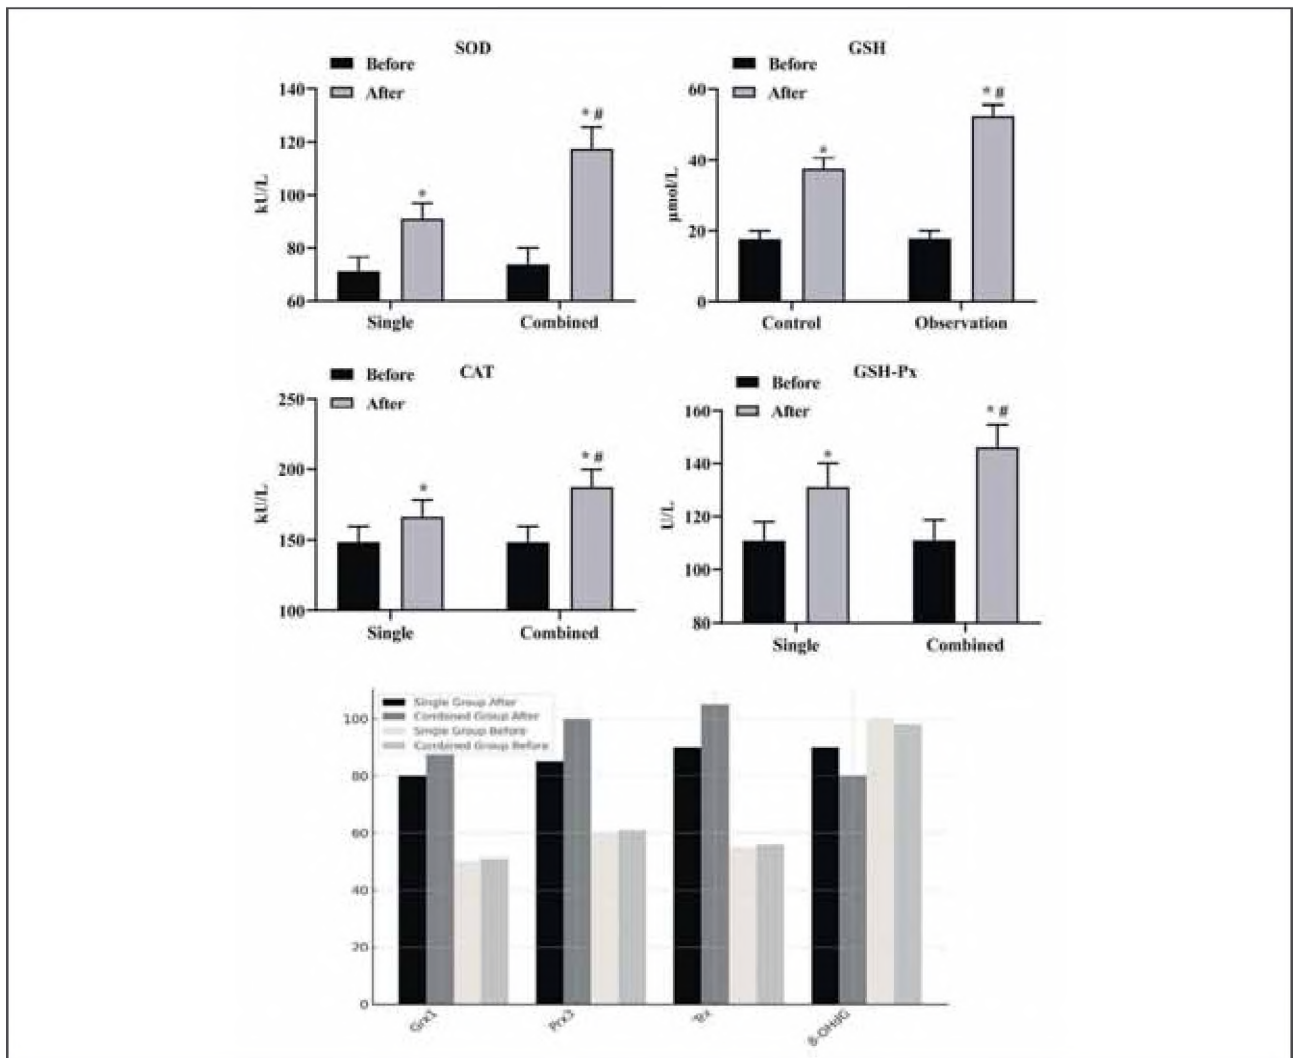 SOD
Before
After
140
120
100
80
60
kU/L
*
* #
Single
Combined
GSH
Before
After
60
40
20
0
µmol/L
*
* #
Control
Observation
CAT
Before
After
250
200
150
100
kU/L
*
* #
Single
Combined
GSH-Px
Before
After
160
140
120
100
80
U/L
*
* #
Single
Combined
Single Group After
Combined Group After
Single Group Before
Combined Group Before
100
80
60
40
20
0
Grx1
Trx
8-OHdG